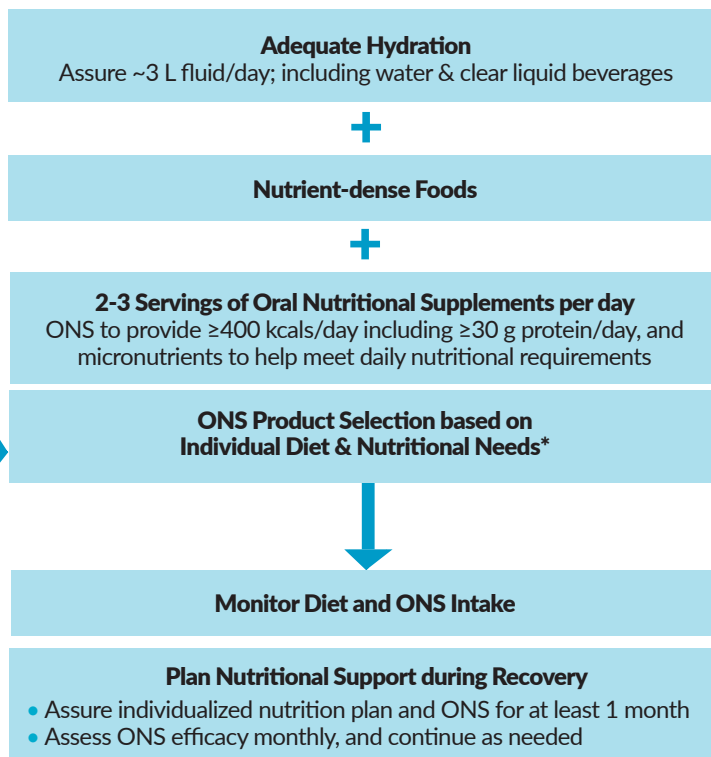 Adequate Hydration
Assure ~3 L fluid/day; including water & clear liquid beverages
+
Nutrient-dense Foods
+
2-3 Servings of Oral Nutritional Supplements per day
ONS to provide ≥400 kcals/day including ≥30 g protein/day, and
micronutrients to help meet daily nutritional requirements
ONS Product Selection based on
Individual Diet & Nutritional Needs*
Monitor Diet and ONS Intake
Plan Nutritional Support during Recovery
• Assure individualized nutrition plan and ONS for at least 1 month
• Assess ONS efficacy monthly, and continue as needed